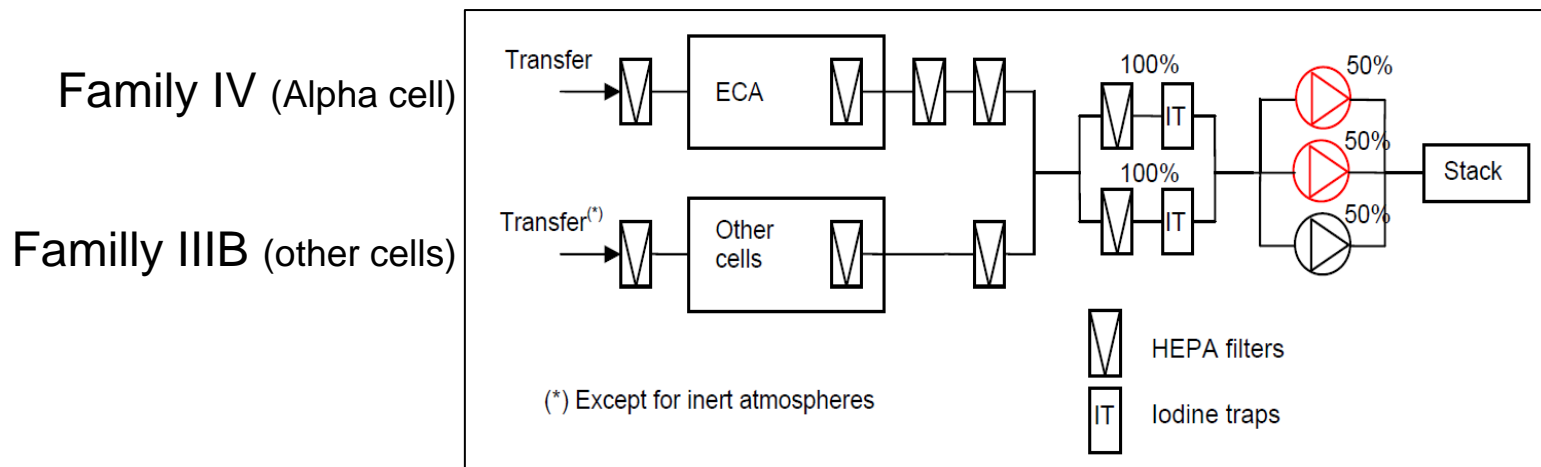 Family IV (Alpha cell)
Familly IIIB (other cells)
Transfer
ECA
100%
IT
100%
IT
50%
50%
50%
Stack
Transfer(*)
Other
cells
HEPA filters
(*) Except for inert atmospheres
IT
Iodine traps